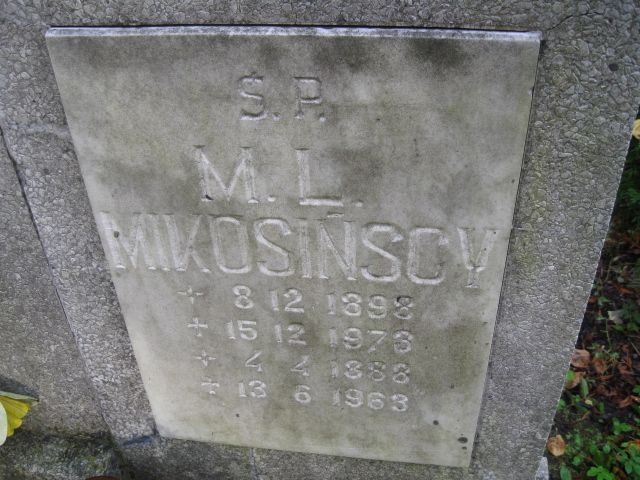 Ś.P.
M. L.
MIKOSIŃSCY
+ 8 12 1898
+ 15 12 1973
+ 4 4 1888
+ 13 6 1963